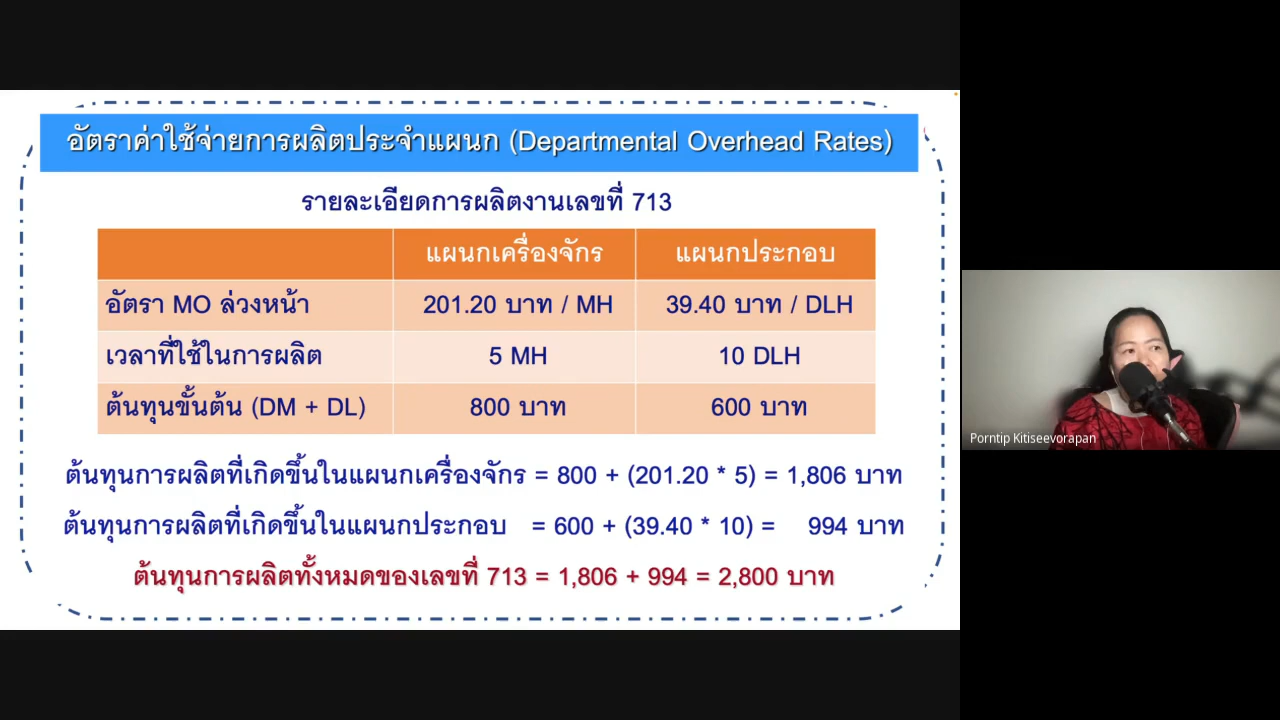 อัตราค่าใช้จ่ายการผลิตประจำแผนก (Departmental Overhead Rates)
รายละเอียดการผลิตงานเลขที่ 713
แผนกเครื่องจักร แผนกประกอบ
อัตรา MO ล่วงหน้า 201.20 บาท / MH 39.40 บาท / DLH
เวลาที่ใช้ในการผลิต 5 MH 10 DLH
ต้นทุนขั้นต้น (DM + DL) 800 บาท 600 บาท
ต้นทุนการผลิตที่เกิดขึ้นในแผนกเครื่องจักร = 800 + (201.20 * 5) = 1,806 บาท
ต้นทุนการผลิตที่เกิดขึ้นในแผนกประกอบ = 600 + (39.40 * 10) = 994 บาท
ต้นทุนการผลิตทั้งหมดของเลขที่ 713 = 1,806 + 994 = 2,800 บาท
Porntip Kitiseevorapan